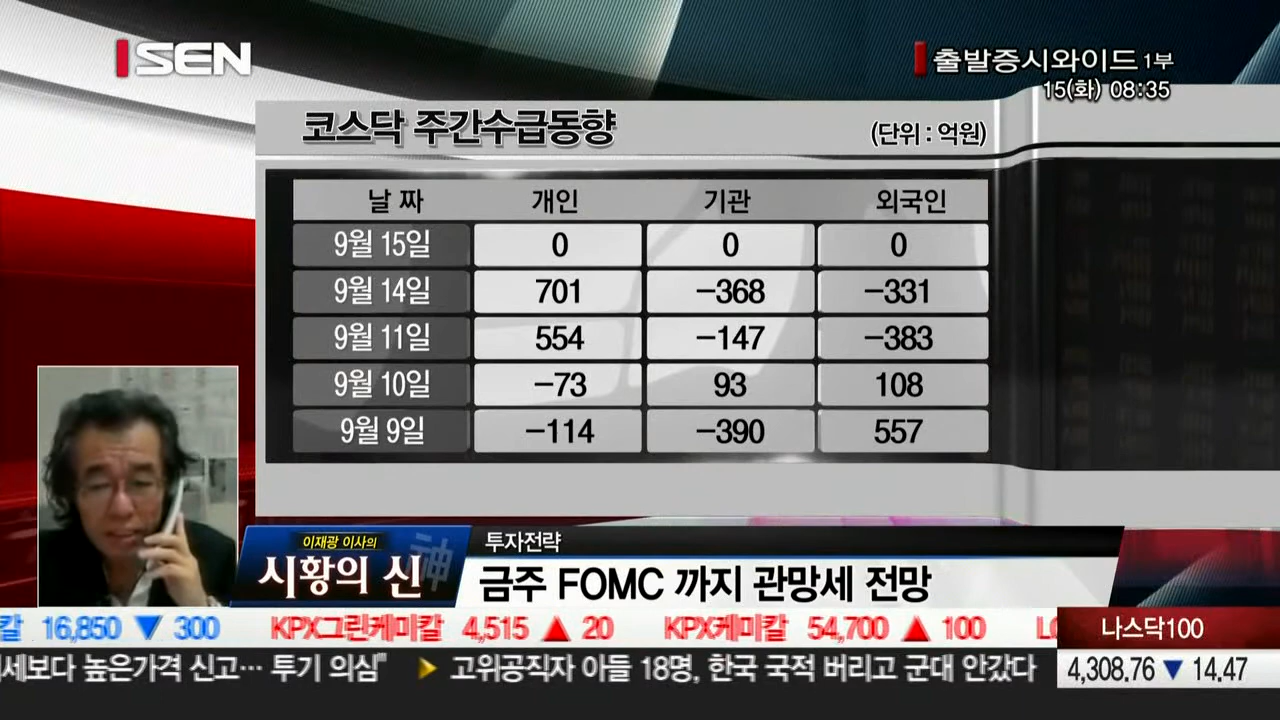 SEN
출발증시와이드 1부
15(화) 08:35
코스닥 주간수급동향
(단위 : 억원)
날 짜 개인 기관 외국인
9월 15일 0 0 0
9월 14일 701 -368 -331
9월 11일 554 -147 -383
9월 10일 -73 93 108
9월 9일 -114 -390 557
이재광 이사의
시황의 신
神
투자전략
금주 FOMC 까지 관망세 전망
칼 16,850 ▼ 300 KPX그린케미칼 4,515 ▲ 20 KPX케미칼 54,700 ▲ 100
나스닥100
세보다 높은가격 신고… 투기 의심" ▶ 고위공직자 아들 18명, 한국 국적 버리고 군대 안갔다
4,308.76 ▼ 14.47